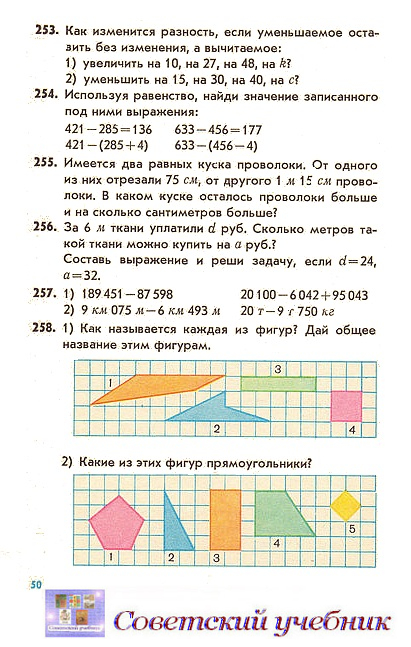 253. Как изменится разность, если уменьшаемое оста-
вить без изменения, а вычитаемое:
1) увеличить на 10, на 27, на 48, на k?
2) уменьшить на 15, на 30, на 40, на c?
254. Используя равенство, найди значение записанного
под ними выражения:
421−285=136 633−456=177
421−(285+4) 633−(456−4)
255. Имеется два равных куска проволоки. От одного
из них отрезали 75 см, от другого 1 м 15 см прово-
локи. В каком куске осталось проволоки больше
и на сколько сантиметров больше?
256. За 6 м ткани уплатили d руб. Сколько метров та-
кой ткани можно купить на a руб.?
Составь выражение и реши задачу, если d=24,
a=32.
257. 1) 189 451−87 598 20 100−6 042+95 043
2) 9 км 075 м−6 км 493 м 20 т−9 т 750 кг
258. 1) Как называется каждая из фигур? Дай общее
название этим фигурам.
1 3
2 4
2) Какие из этих фигур прямоугольники?
1 2 3 4 5
50
Советский учебник